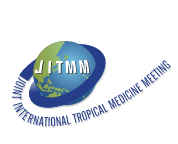 JITMM
JOINT INTERNATIONAL TROPICAL MEDICINE MEETING